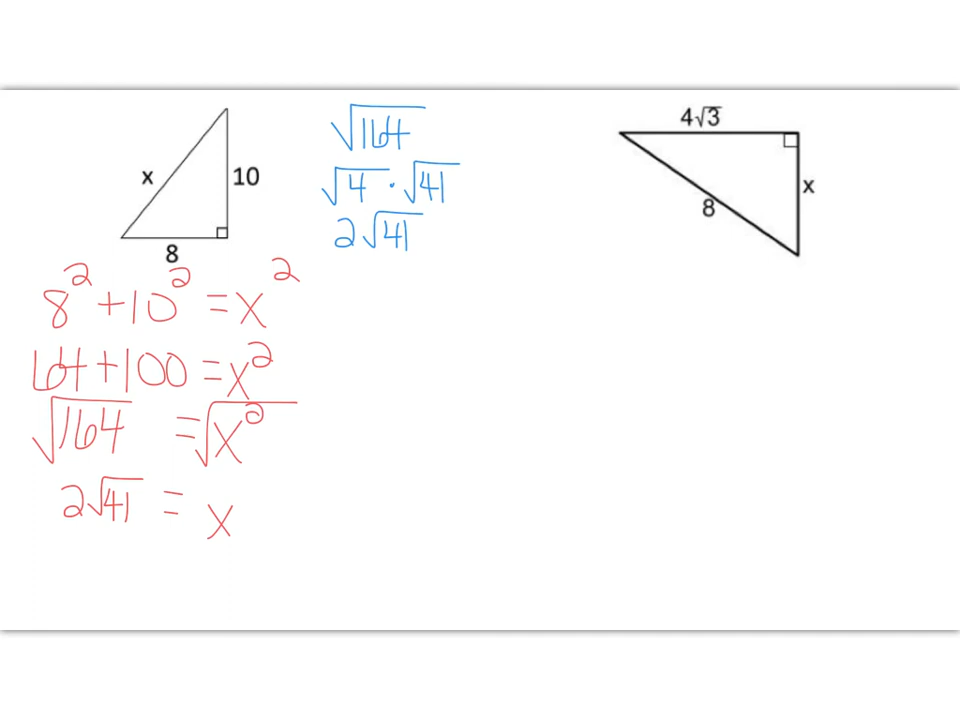 x
10
8
8² + 10² = x²
64 + 100 = x²
√164 = √x²
2√41 = x
√164
√4 · √41
2√41
4√3
x
8